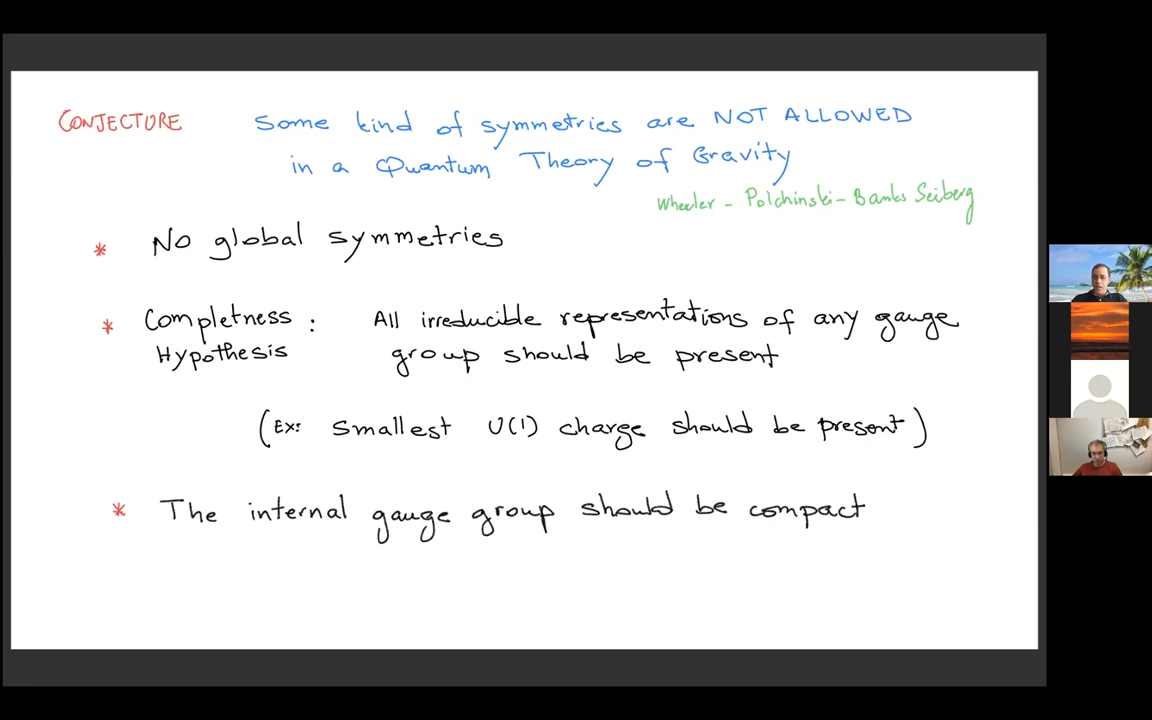 CONJECTURE Some kind of symmetries are NOT ALLOWED
in a Quantum Theory of Gravity
Wheeler - Polchinski - Banks Seiberg
* No global symmetries
* Completness : All irreducible representations of any gauge
Hypothesis group should be present
(Ex: smallest U(1) charge should be present)
* The internal gauge group should be compact